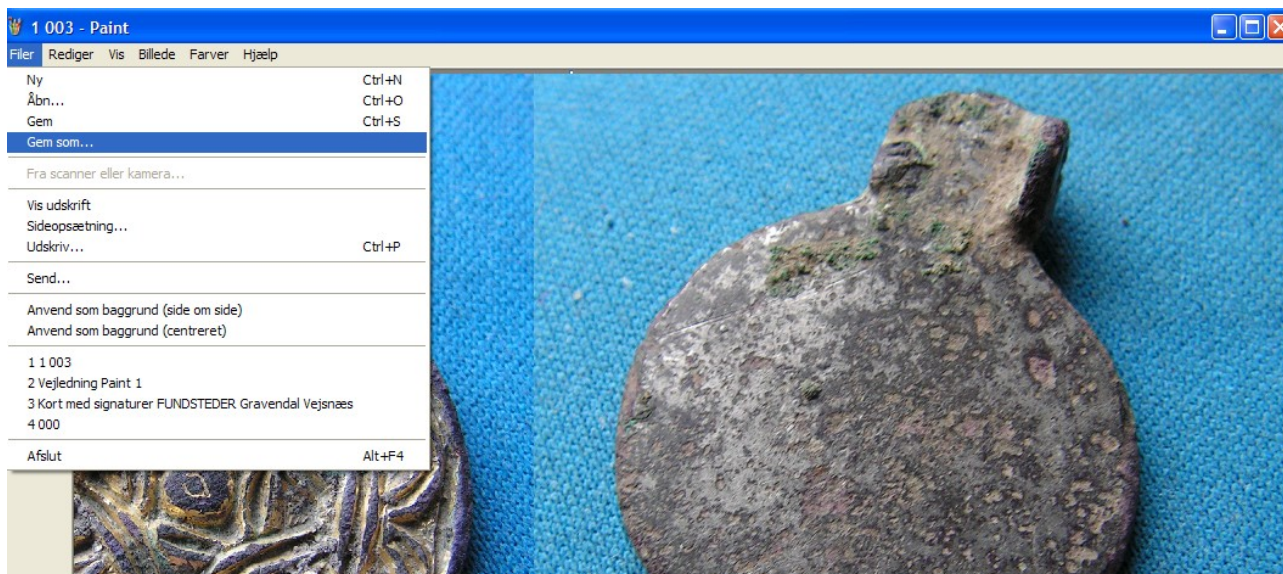 1 003 - Paint
Filer Rediger Vis Billede Farver Hjælp
Ny Ctrl+N
Åbn... Ctrl+O
Gem Ctrl+S
Gem som...
Fra scanner eller kamera...
Vis udskrift
Sideopsætning...
Udskriv... Ctrl+P
Send...
Anvend som baggrund (side om side)
Anvend som baggrund (centreret)
1 1 003
2 Vejledning Paint 1
3 Kort med signaturer FUNDSTEDER Gravendal Vejsnæs
4 000
Afslut Alt+F4